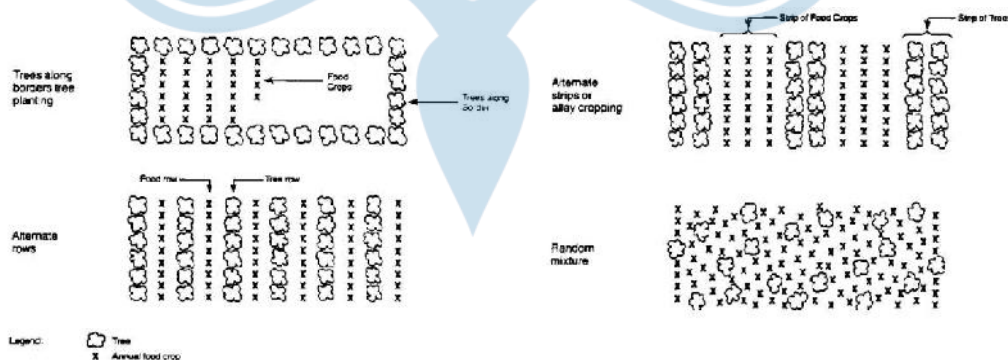 Trees along
borders tree
planting
Food
Crops
Trees along
Border
Strip of Food Crops
Strip of Trees
Alternate
strips or
alley cropping
Food row
Tree row
Alternate
rows
Random
mixture
Legend:
Tree
x Annual food crop